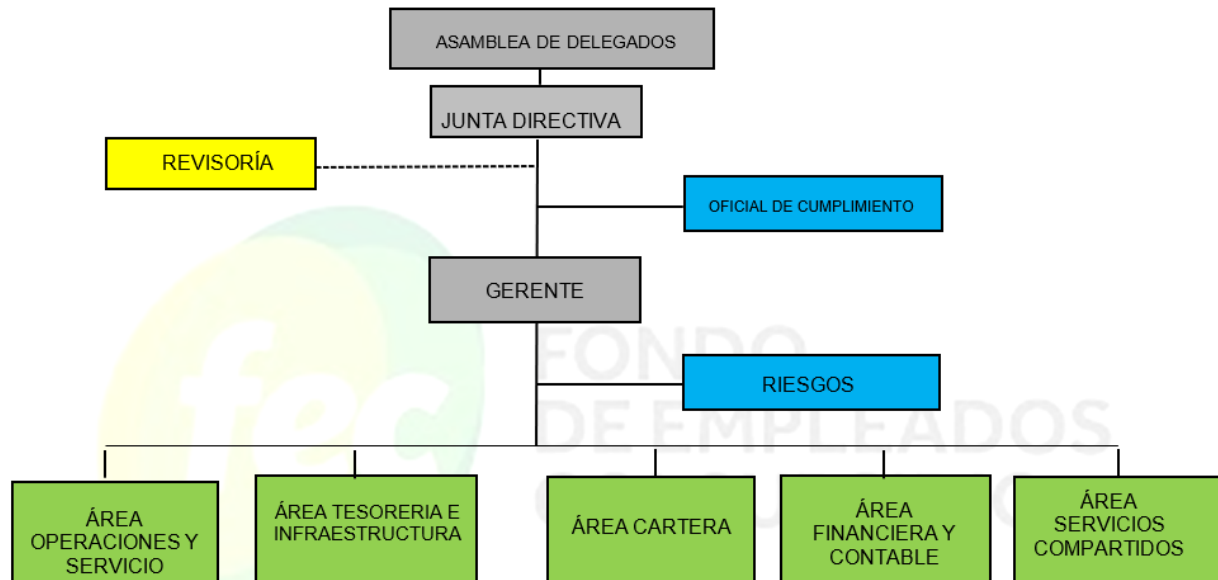 ASAMBLEA DE DELEGADOS
JUNTA DIRECTIVA
REVISORÍA
OFICIAL DE CUMPLIMIENTO
GERENTE
fec
FONDO
RIESGOS
DE EMPLEADOS
ÁREA
OPERACIONES Y
SERVICIO
ÁREA TESORERIA E
INFRAESTRUCTURA
ÁREA CARTERA
ÁREA
FINANCIERA Y
CONTABLE
ÁREA
SERVICIOS
COMPARTIDOS